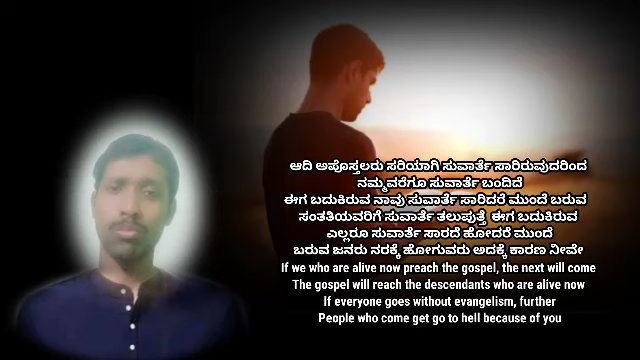 ಆದಿ ಅಪೊಸ್ತಲರು ಸರಿಯಾಗಿ ಸುವಾರ್ತೆ ಸಾರಿರುವುದರಿಂದ
ನಮ್ಮವರೆಗೂ ಸುವಾರ್ತೆ ಬಂದಿದೆ
ಈಗ ಬದುಕಿರುವ ನಾವು ಸುವಾರ್ತೆ ಸಾರಿದರೆ ಮುಂದೆ ಬರುವ
ಸಂತತಿಯವರಿಗೆ ಸುವಾರ್ತೆ ತಲುಪುತ್ತೆ ಈಗ ಬದುಕಿರುವ
ಎಲ್ಲರೂ ಸುವಾರ್ತೆ ಸಾರದೆ ಹೋದರೆ ಮುಂದೆ
ಬರುವ ಜನರು ನರಕ್ಕೆ ಹೋಗುವರು ಅದಕ್ಕೆ ಕಾರಣ ನೀವೇ
If we who are alive now preach the gospel, the next will come
The gospel will reach the descendants who are alive now
If everyone goes without evangelism, further
People who come get go to hell because of you